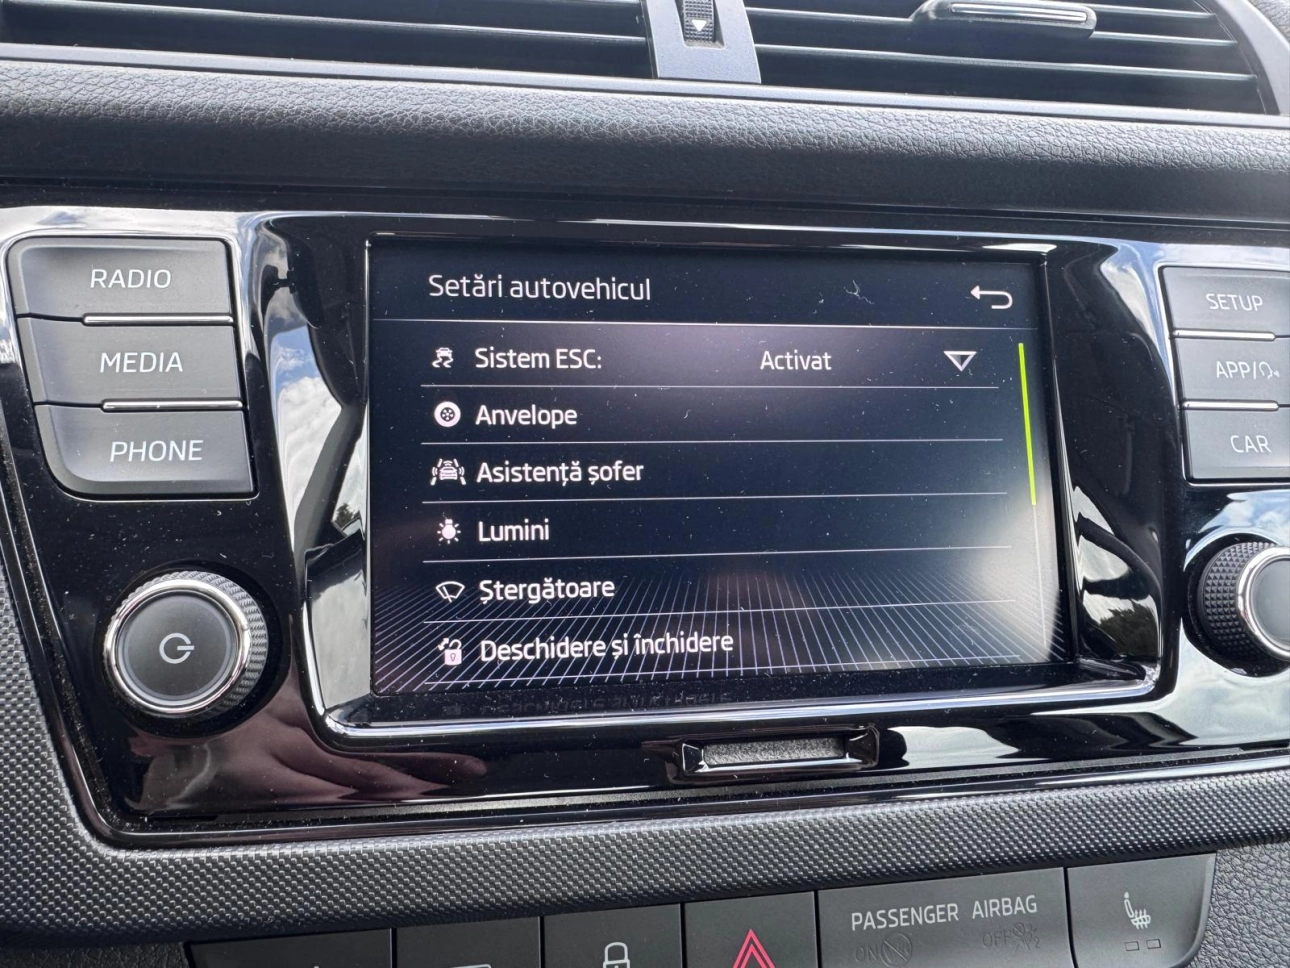 Setări autovehicul
RADIO
MEDIA
PHONE
Sistem ESC: Activat
Anvelope
Asistență șofer
Lumini
Ștergătoare
Deschidere și închidere
SETUP
APP/
CAR
PASSENGER AIRBAG
ON OFF